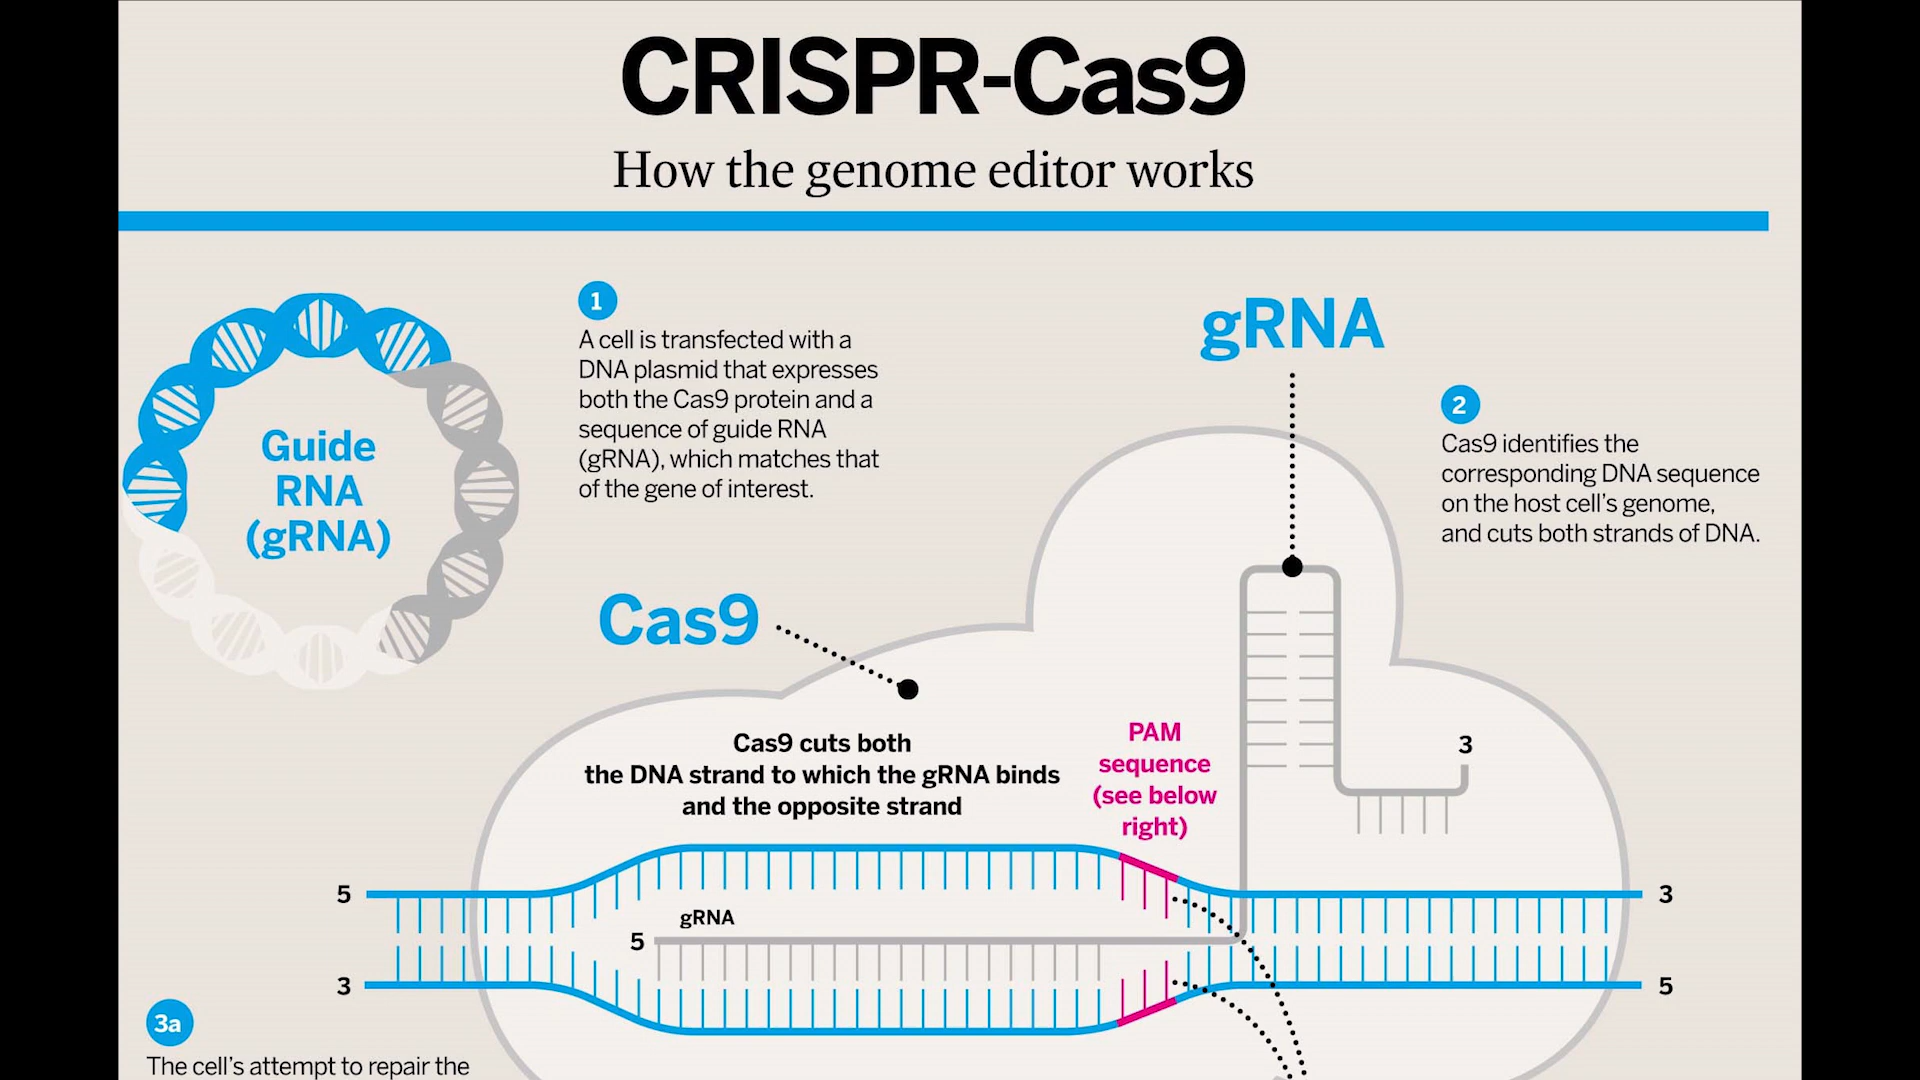 CRISPR-Cas9
How the genome editor works
Guide
RNA
(gRNA)
1
A cell is transfected with a
DNA plasmid that expresses
both the Cas9 protein and a
sequence of guide RNA
(gRNA), which matches that
of the gene of interest.
gRNA
2
Cas9 identifies the
corresponding DNA sequence
on the host cell's genome,
and cuts both strands of DNA.
Cas9
Cas9 cuts both
the DNA strand to which the gRNA binds
and the opposite strand
PAM
sequence
(see below
right)
3
5
3
gRNA
5
3
5
3a
The cell's attempt to repair the